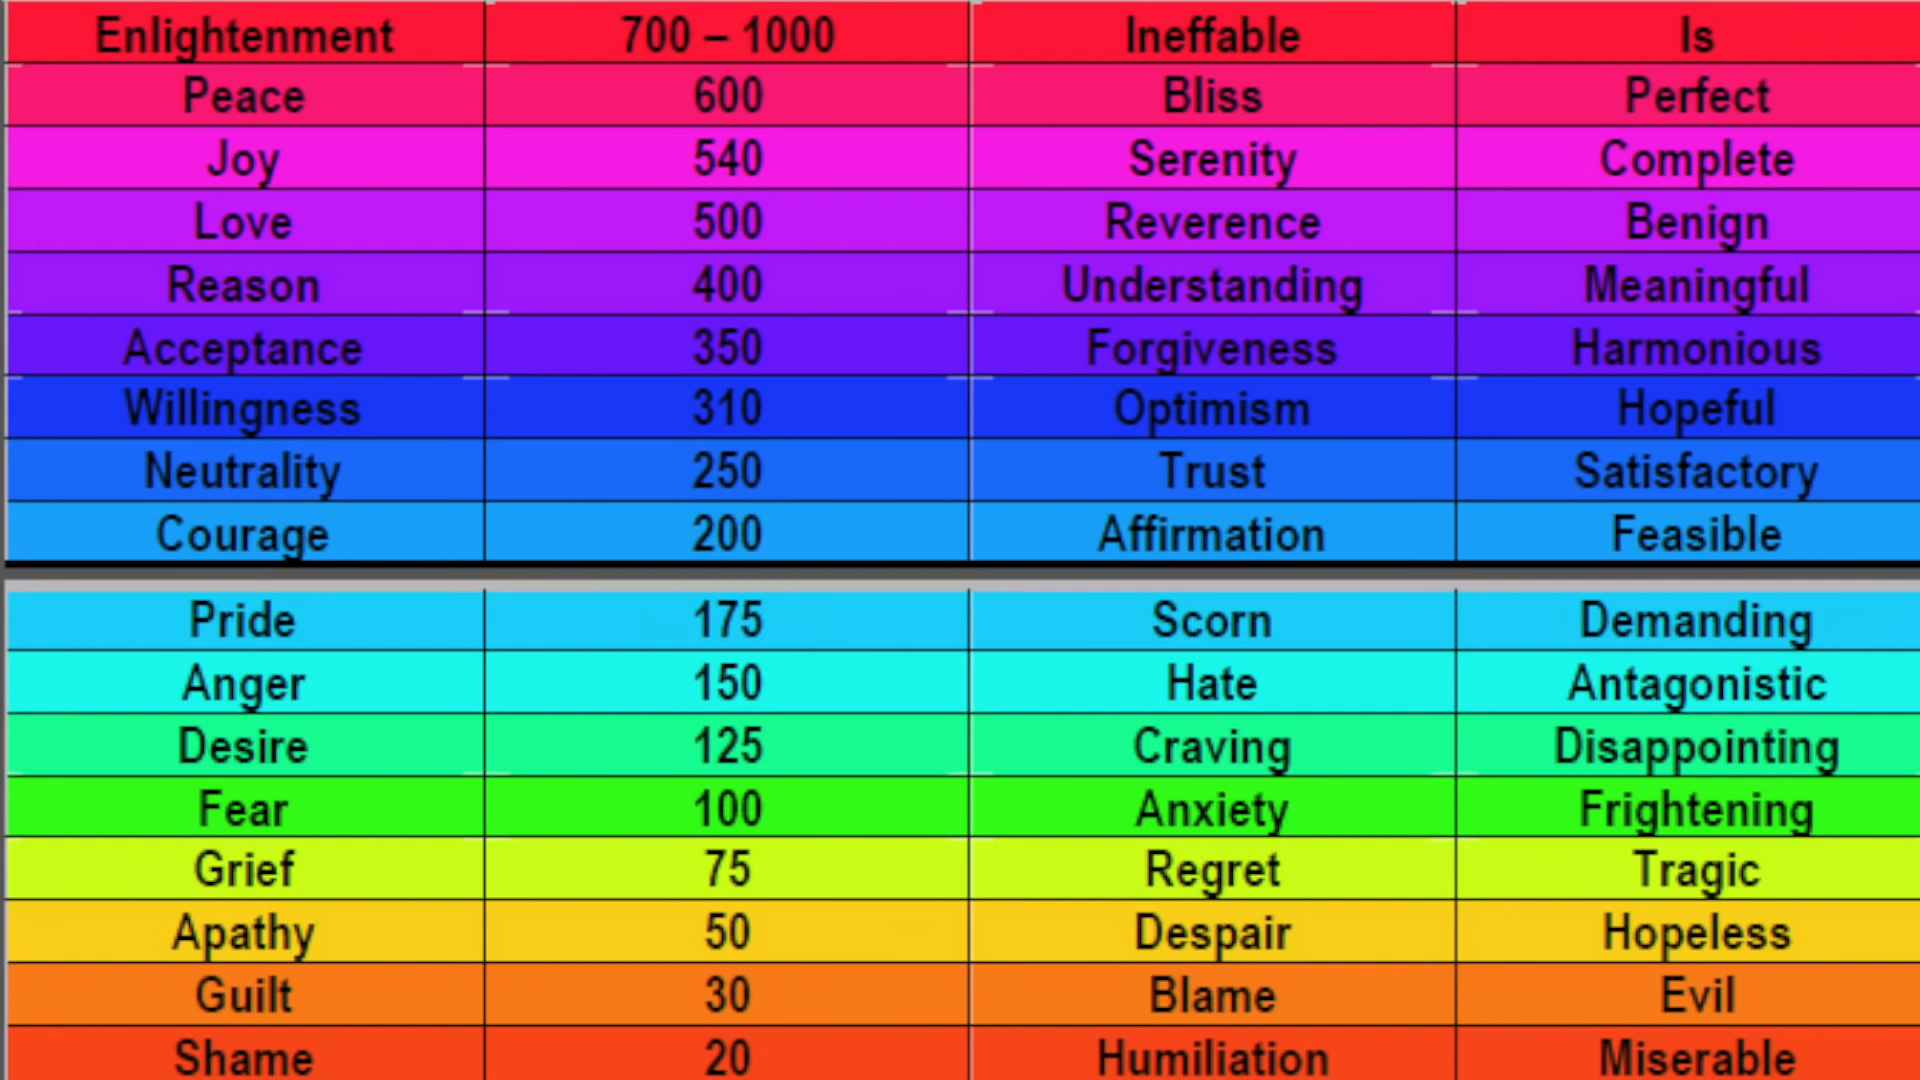 Enlightenment 700 – 1000 Ineffable Is
Peace 600 Bliss Perfect
Joy 540 Serenity Complete
Love 500 Reverence Benign
Reason 400 Understanding Meaningful
Acceptance 350 Forgiveness Harmonious
Willingness 310 Optimism Hopeful
Neutrality 250 Trust Satisfactory
Courage 200 Affirmation Feasible
Pride 175 Scorn Demanding
Anger 150 Hate Antagonistic
Desire 125 Craving Disappointing
Fear 100 Anxiety Frightening
Grief 75 Regret Tragic
Apathy 50 Despair Hopeless
Guilt 30 Blame Evil
Shame 20 Humiliation Miserable